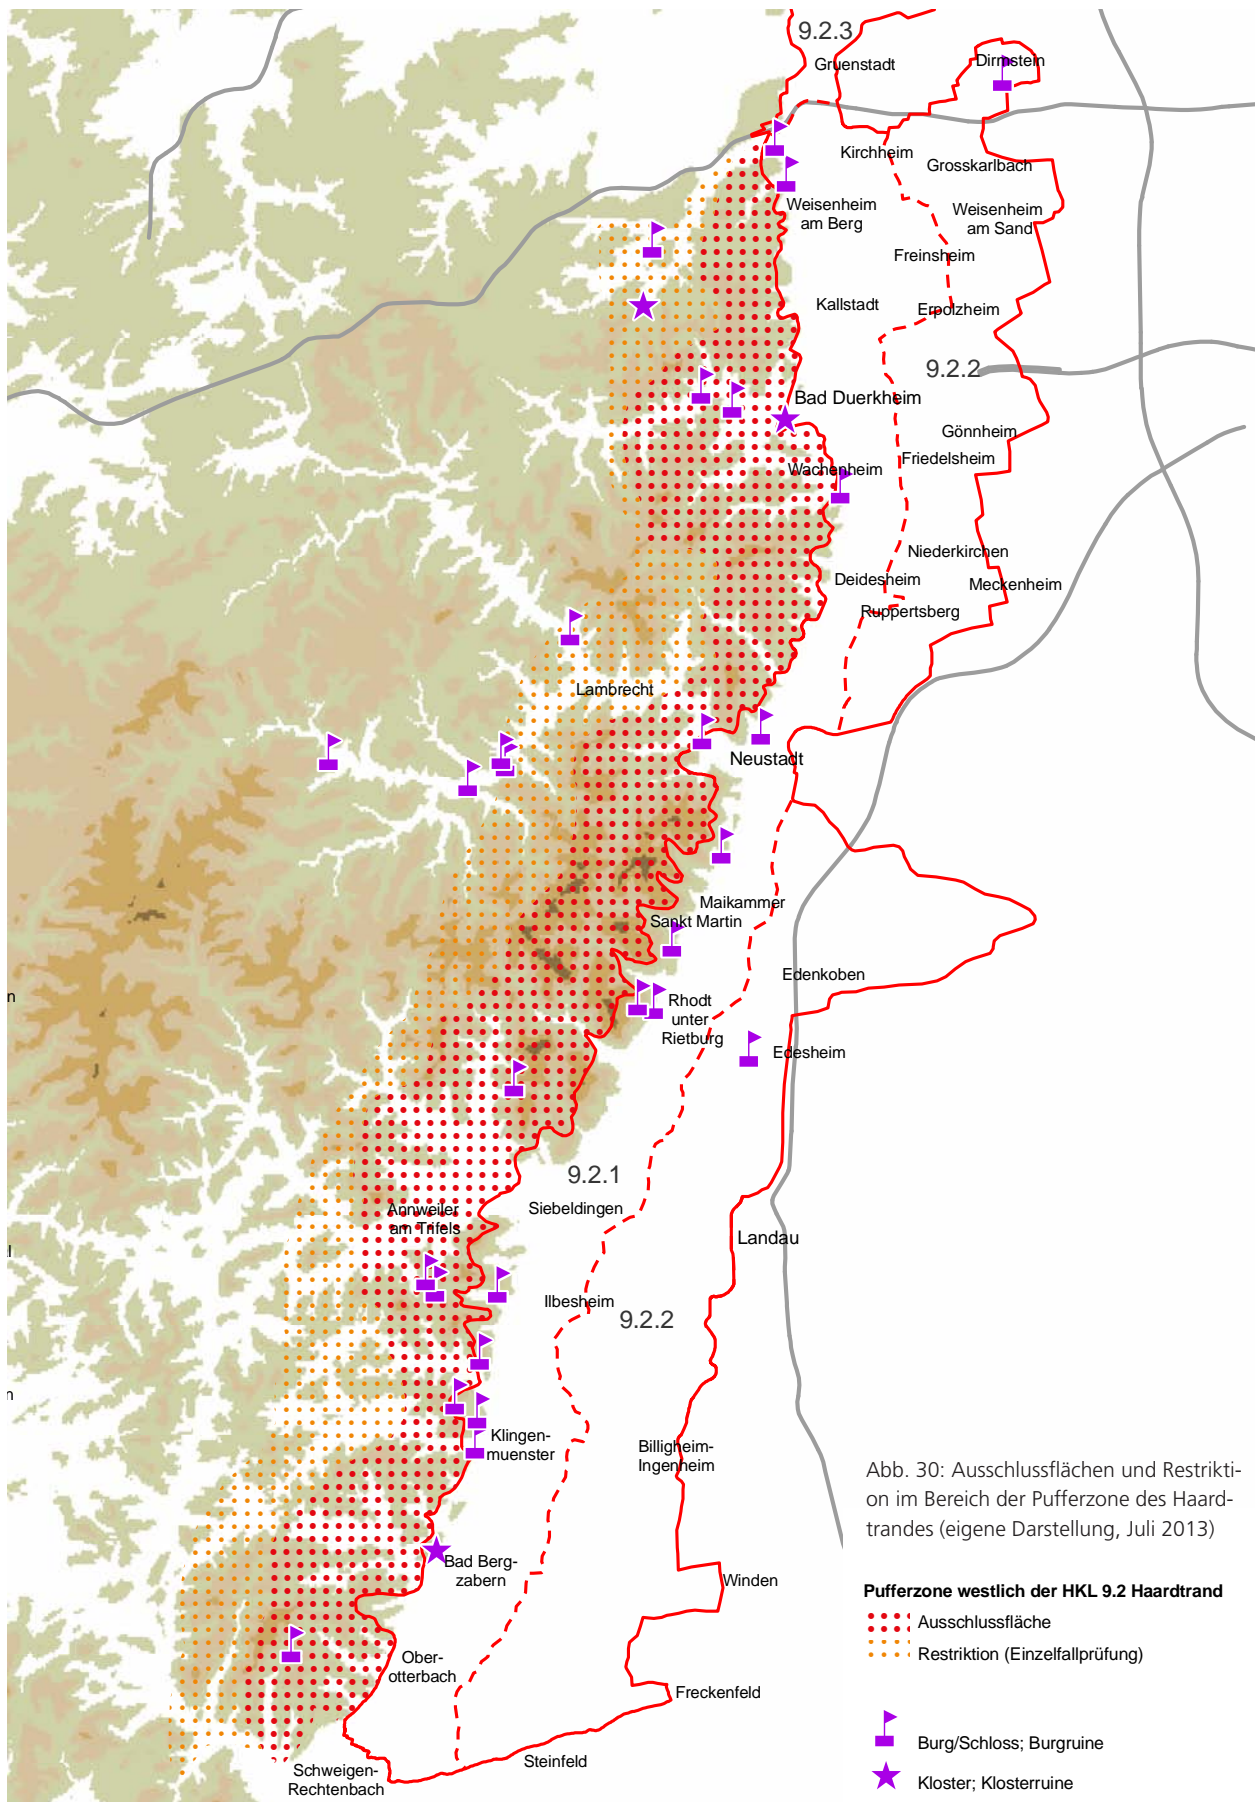 9.2.3
Gruenstadt
Dirmstein
Kirchheim
Grosskarlbach
Weisenheim
am Berg
Weisenheim
am Sand
Freinsheim
Kallstadt
Erpolzheim
9.2.2
Bad Duerkheim
Gönnheim
Friedelsheim
Wachenheim
Niederkirchen
Deidesheim
Meckenheim
Ruppertsberg
Lambrecht
Neustadt
Maikammer
Sankt Martin
Edenkoben
n
Rhodt
unter
Rietburg
Edesheim
9.2.1
Siebeldingen
Annweiler
am Trifels
Landau
l
Ilbesheim
9.2.2
n
Klingen-
muenster
Billigheim-
Ingenheim
Bad Berg-
zabern
Winden
Ober-
otterbach
Freckenfeld
Steinfeld
Schweigen-
Rechtenbach
Abb. 30: Ausschlussflächen und Restrikti-
on im Bereich der Pufferzone des Haard-
trandes (eigene Darstellung, Juli 2013)
Pufferzone westlich der HKL 9.2 Haardtrand
Ausschlussfläche
Restriktion (Einzelfallprüfung)
Burg/Schloss; Burgruine
Kloster; Klosterruine